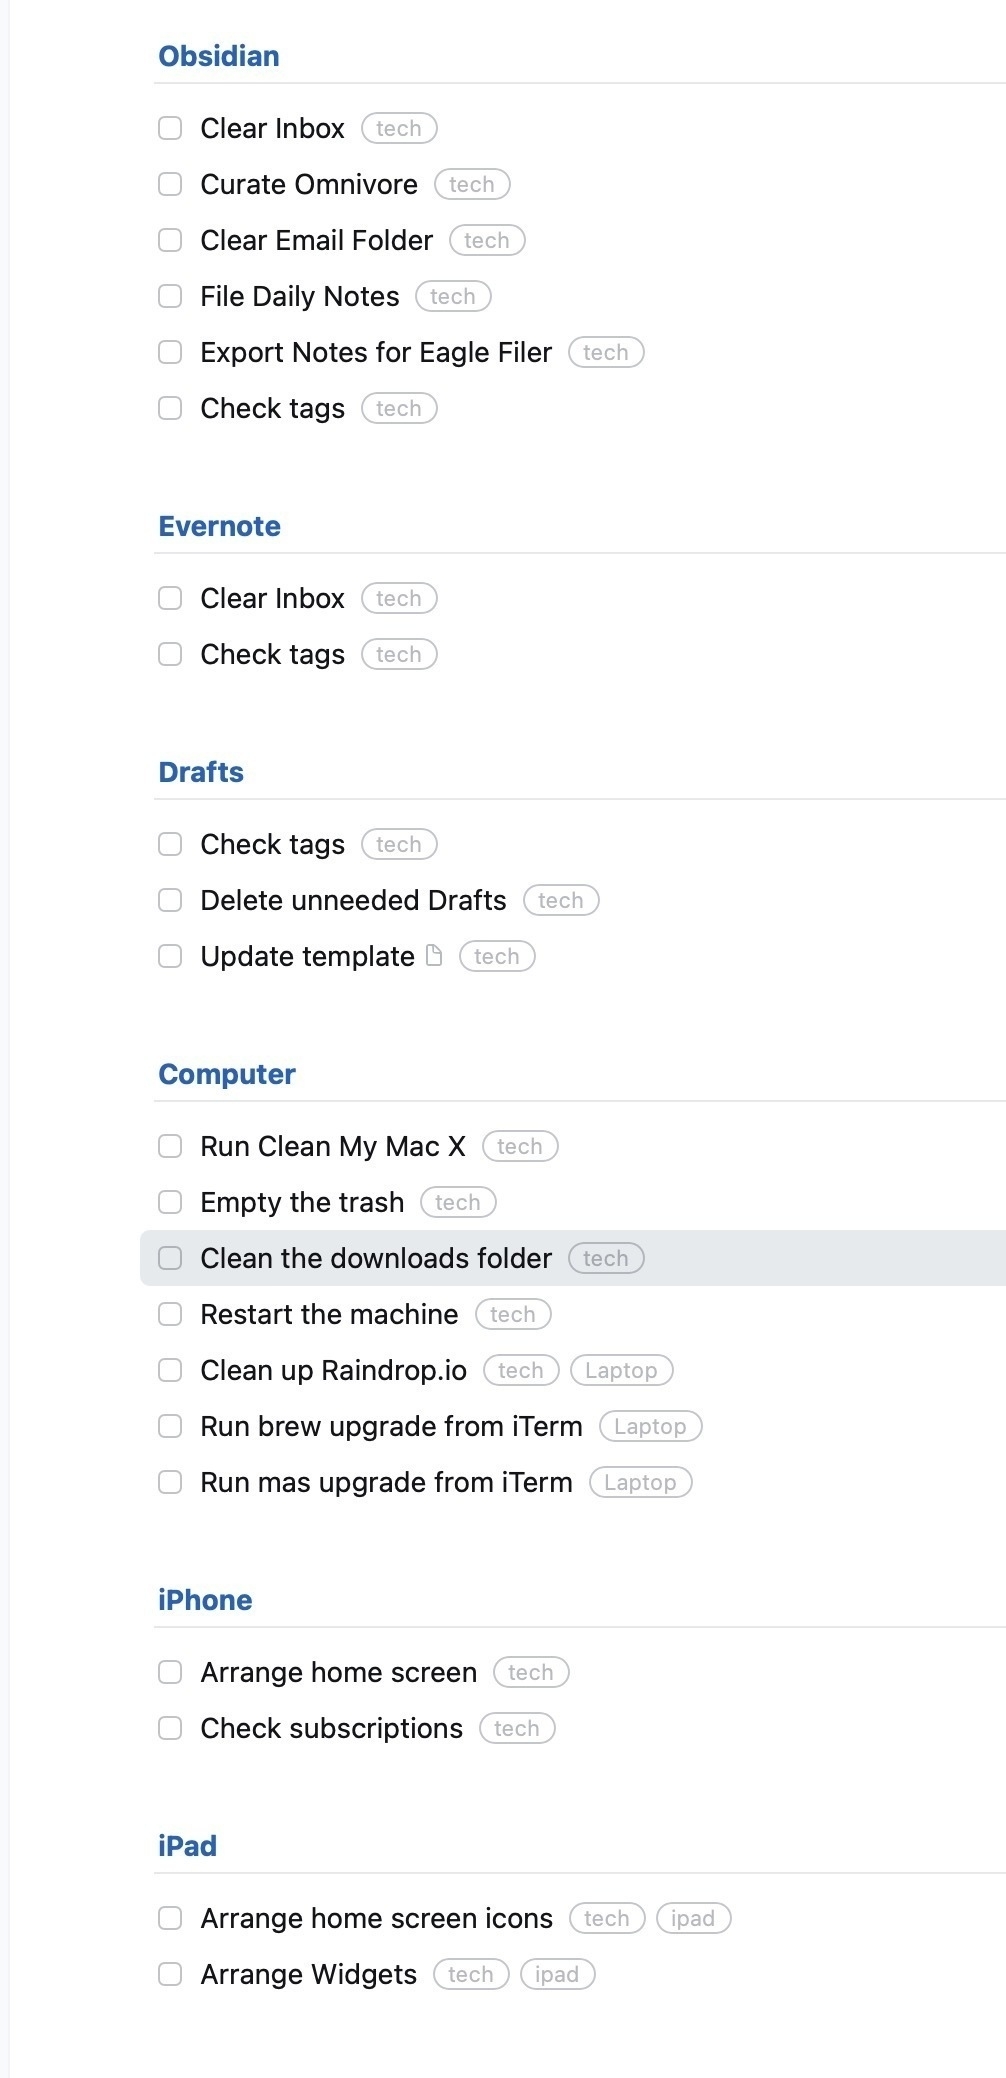 Obsidian
Clear Inbox tech
Curate Omnivore tech
Clear Email Folder tech
File Daily Notes tech
Export Notes for Eagle Filer tech
Check tags tech
Evernote
Clear Inbox tech
Check tags tech
Drafts
Check tags tech
Delete unneeded Drafts tech
Update template tech
Computer
Run Clean My Mac X tech
Empty the trash tech
Clean the downloads folder tech
Restart the machine tech
Clean up Raindrop.io tech Laptop
Run brew upgrade from iTerm Laptop
Run mas upgrade from iTerm Laptop
iPhone
Arrange home screen tech
Check subscriptions tech
iPad
Arrange home screen icons tech ipad
Arrange Widgets tech ipad